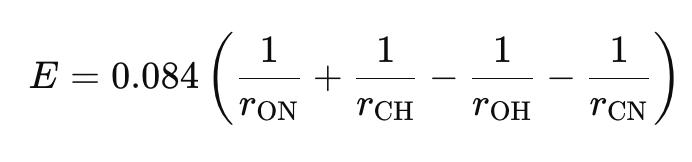 E = 0.084 ( 1/r_ON + 1/r_CH − 1/r_OH − 1/r_CN )